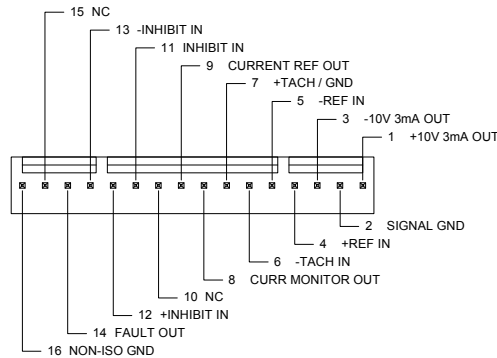 15 NC
13 -INHIBIT IN
11 INHIBIT IN
9 CURRENT REF OUT
7 +TACH / GND
5 -REF IN
3 -10V 3mA OUT
1 +10V 3mA OUT
2 SIGNAL GND
4 +REF IN
6 -TACH IN
8 CURR MONITOR OUT
10 NC
12 +INHIBIT IN
14 FAULT OUT
16 NON-ISO GND